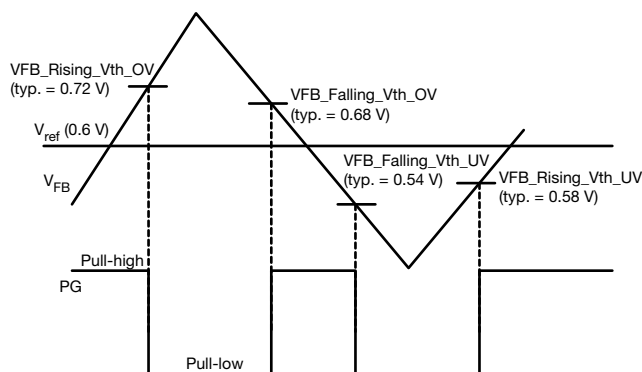 VFB_Rising_Vth_OV
(typ. = 0.72 V)
VFB_Falling_Vth_OV
(typ. = 0.68 V)
Vref (0.6 V)
VFB_Falling_Vth_UV
(typ. = 0.54 V)
VFB
VFB_Rising_Vth_UV
(typ. = 0.58 V)
Pull-high
PG
Pull-low